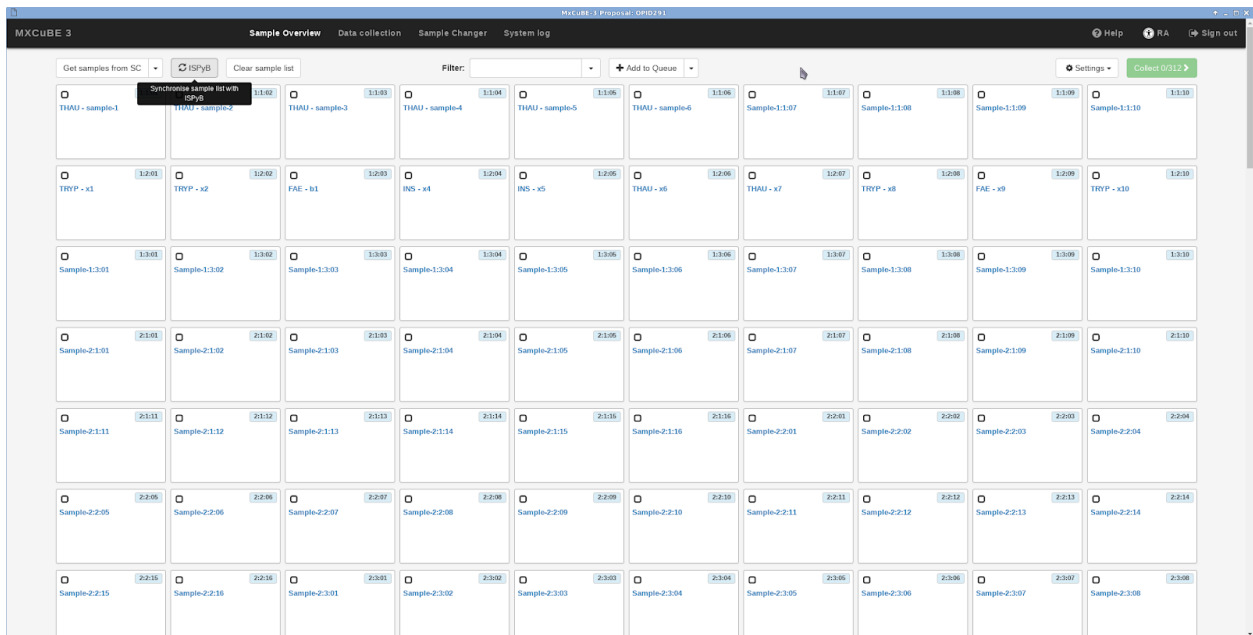 MxCuBE-3 Proposal: OPID291
MXCuBE 3 Sample Overview Data collection Sample Changer System log Help RA Sign out
Get samples from SC ISPyB Clear sample list Filter: Add to Queue Settings Collect 0/312
Synchronise sample list with
ISPyB
1:1:02 1:1:03 1:1:04 1:1:05 1:1:06 1:1:07 1:1:08 1:1:09 1:1:10
THAU - sample-1 THAU - sample-2 THAU - sample-3 THAU - sample-4 THAU - sample-5 THAU - sample-6 Sample-1:1:07 Sample-1:1:08 Sample-1:1:09 Sample-1:1:10
1:2:01 1:2:02 1:2:03 1:2:04 1:2:05 1:2:06 1:2:07 1:2:08 1:2:09 1:2:10
TRYP - x1 TRYP - x2 FAE - b1 INS - x4 INS - x5 THAU - x6 THAU - x7 TRYP - x8 FAE - x9 TRYP - x10
1:3:01 1:3:02 1:3:03 1:3:04 1:3:05 1:3:06 1:3:07 1:3:08 1:3:09 1:3:10
Sample-1:3:01 Sample-1:3:02 Sample-1:3:03 Sample-1:3:04 Sample-1:3:05 Sample-1:3:06 Sample-1:3:07 Sample-1:3:08 Sample-1:3:09 Sample-1:3:10
2:1:01 2:1:02 2:1:03 2:1:04 2:1:05 2:1:06 2:1:07 2:1:08 2:1:09 2:1:10
Sample-2:1:01 Sample-2:1:02 Sample-2:1:03 Sample-2:1:04 Sample-2:1:05 Sample-2:1:06 Sample-2:1:07 Sample-2:1:08 Sample-2:1:09 Sample-2:1:10
2:1:11 2:1:12 2:1:13 2:1:14 2:1:15 2:1:16 2:2:01 2:2:02 2:2:03 2:2:04
Sample-2:1:11 Sample-2:1:12 Sample-2:1:13 Sample-2:1:14 Sample-2:1:15 Sample-2:1:16 Sample-2:2:01 Sample-2:2:02 Sample-2:2:03 Sample-2:2:04
2:2:05 2:2:06 2:2:07 2:2:08 2:2:09 2:2:10 2:2:11 2:2:12 2:2:13 2:2:14
Sample-2:2:05 Sample-2:2:06 Sample-2:2:07 Sample-2:2:08 Sample-2:2:09 Sample-2:2:10 Sample-2:2:11 Sample-2:2:12 Sample-2:2:13 Sample-2:2:14
2:2:15 2:2:16 2:3:01 2:3:02 2:3:03 2:3:04 2:3:05 2:3:06 2:3:07 2:3:08
Sample-2:2:15 Sample-2:2:16 Sample-2:3:01 Sample-2:3:02 Sample-2:3:03 Sample-2:3:04 Sample-2:3:05 Sample-2:3:06 Sample-2:3:07 Sample-2:3:08